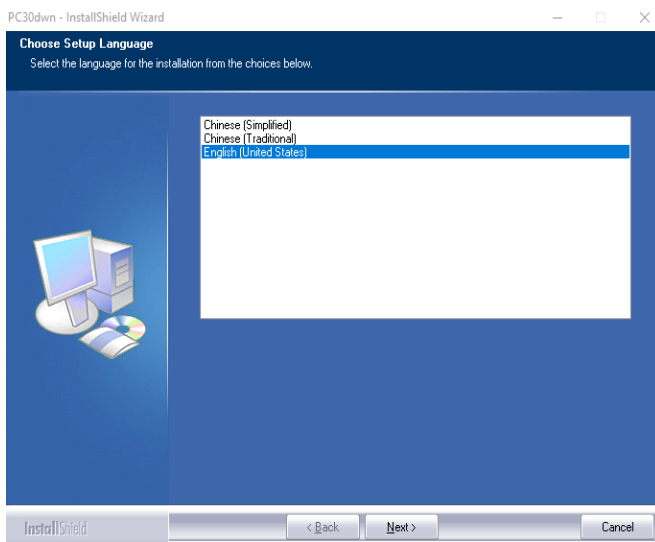 PC30dwn - InstallShield Wizard
Choose Setup Language
Select the language for the installation from the choices below.
Chinese (Simplified)
Chinese (Traditional)
English (United States)
InstallShield
< Back
Next >
Cancel